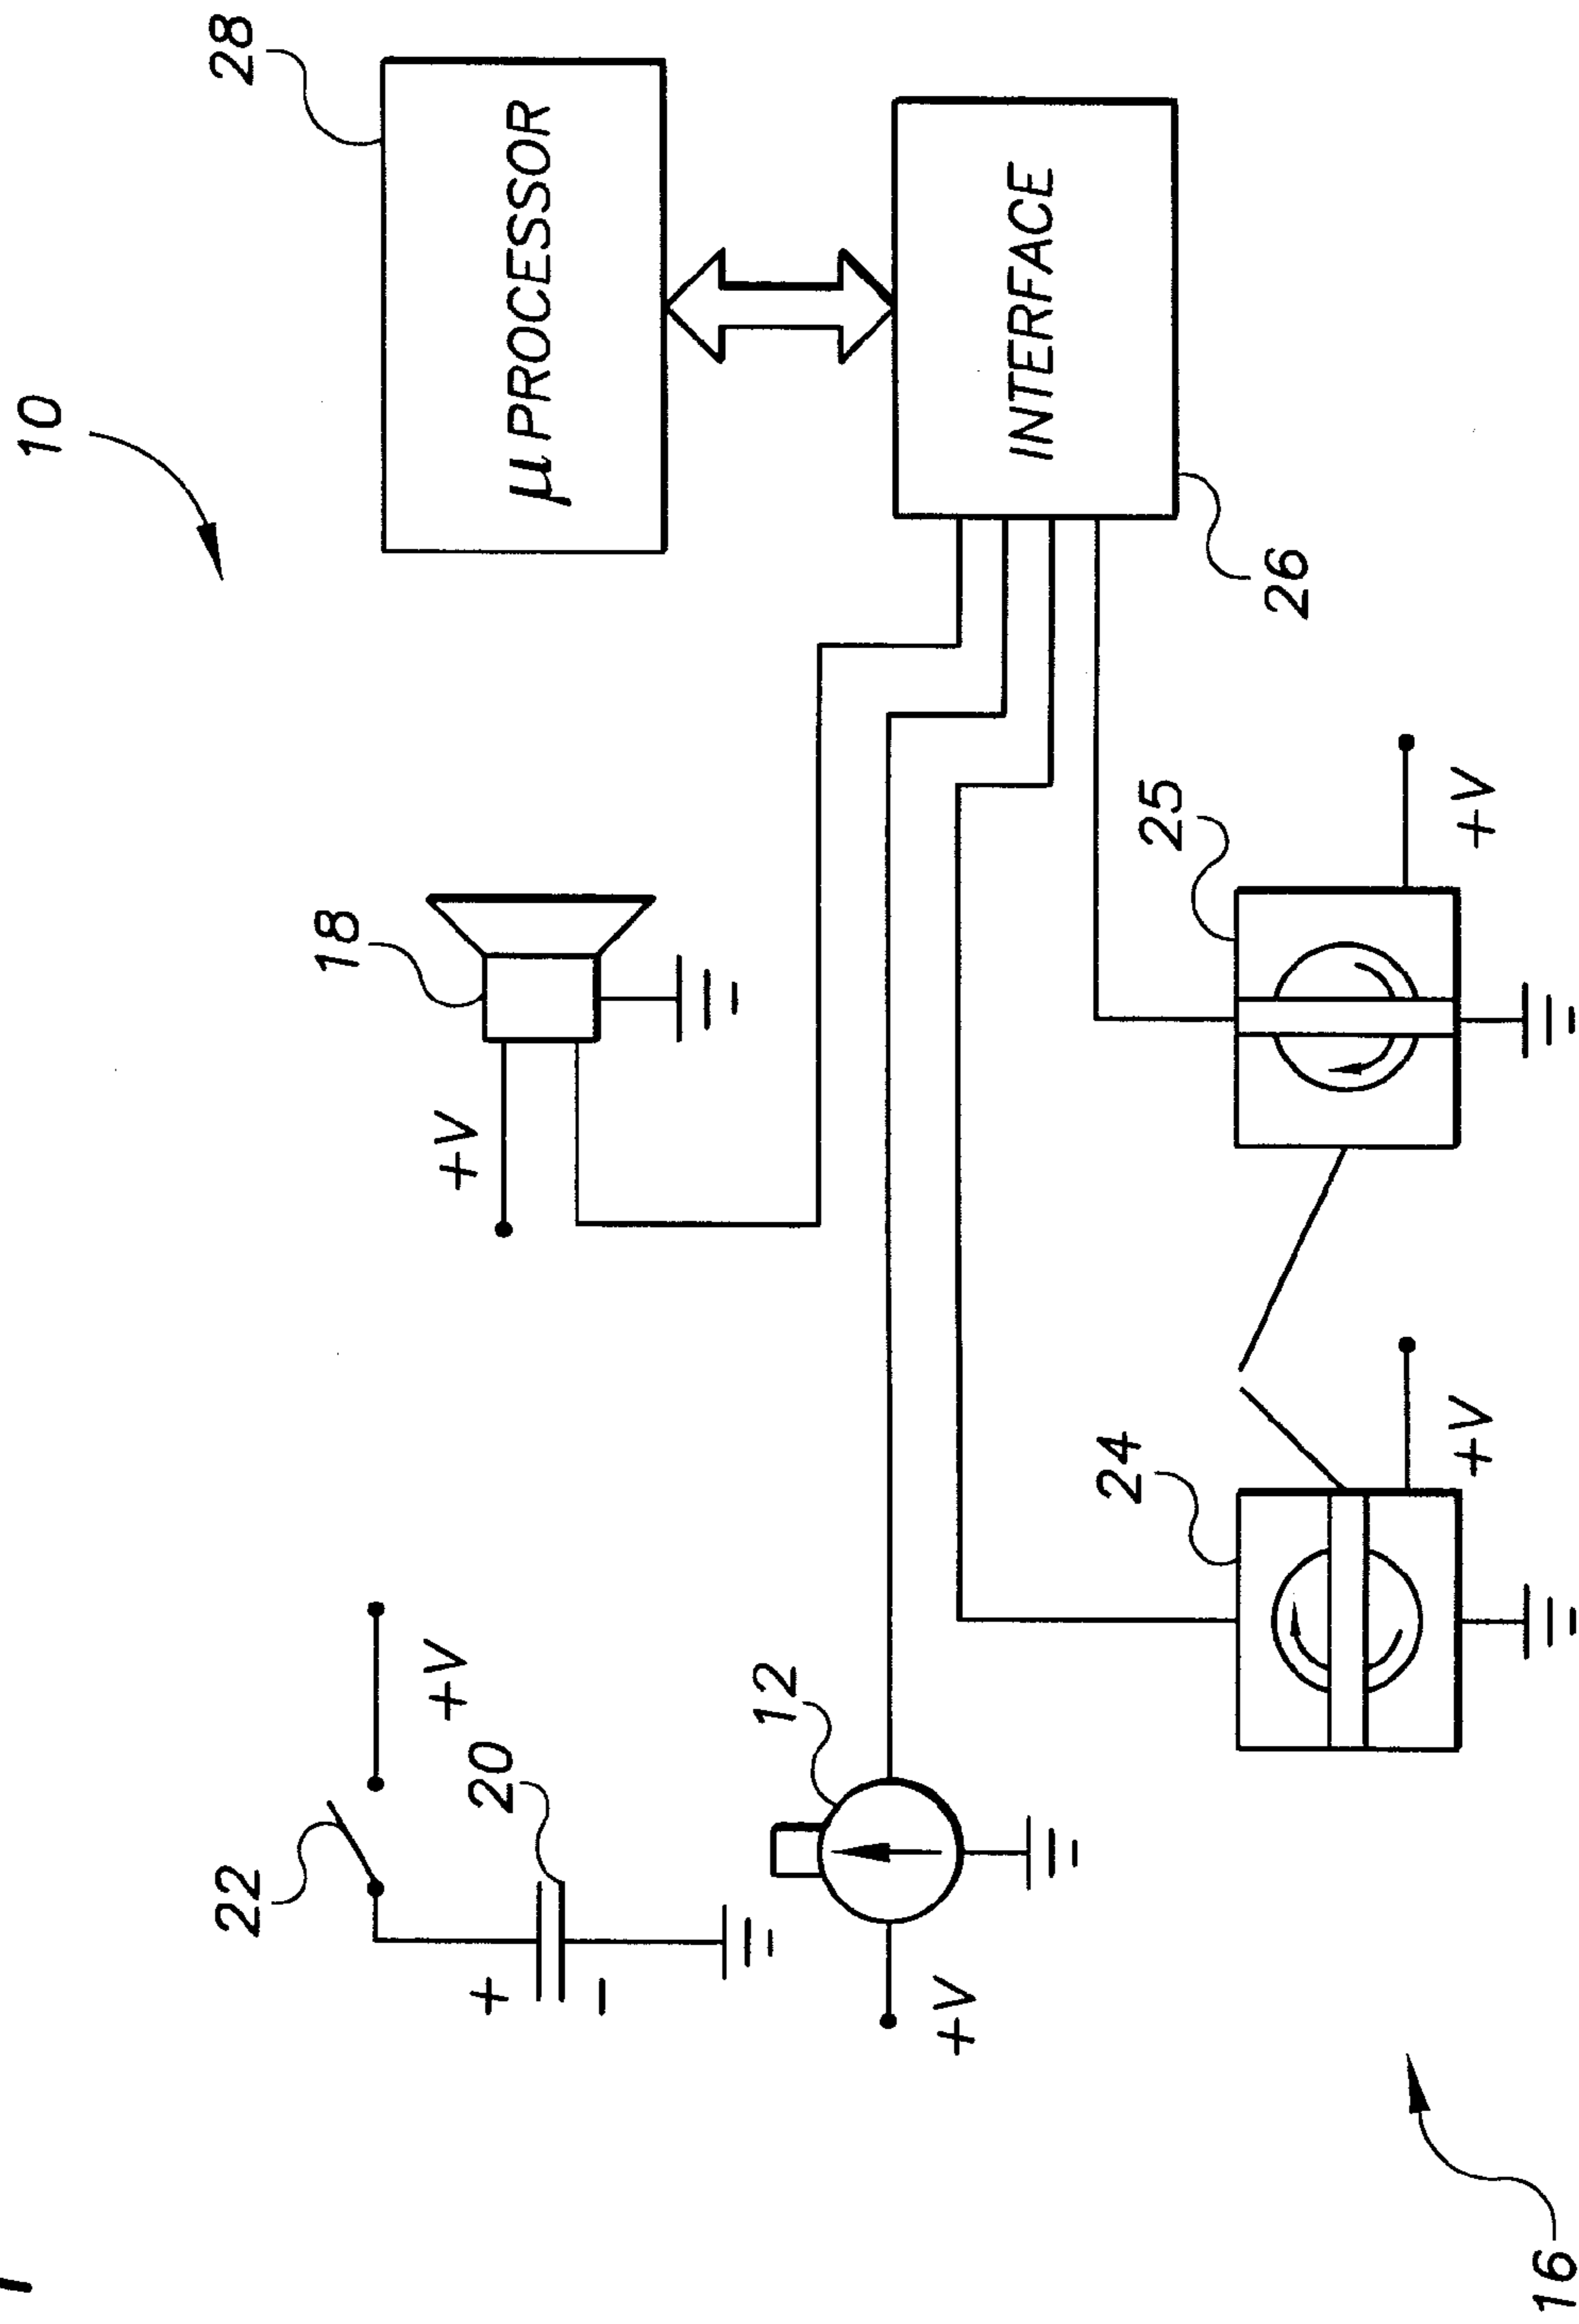 10
22
28
18
+V
+V
+
20
μPROCESSOR
−
12
+V
INTERFACE
24
25
26
+V
+V
16